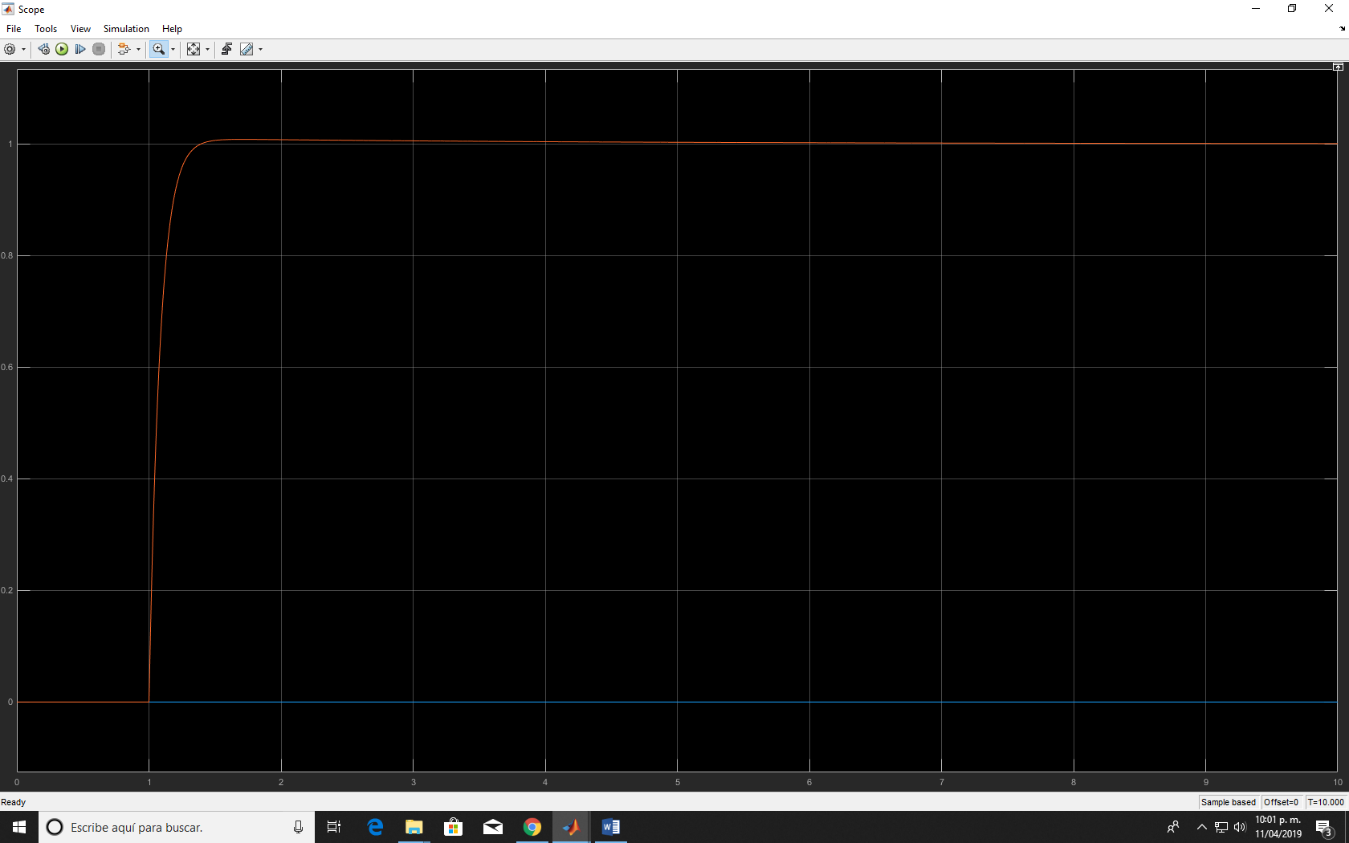 Scope
File Tools View Simulation Help
1
0.8
0.6
0.4
0.2
0
0 1 2 3 4 5 6 7 8 9 10
Ready
Sample based Offset=0 T=10.000
Escribe aquí para buscar.
10:01 p. m.
11/04/2019
3